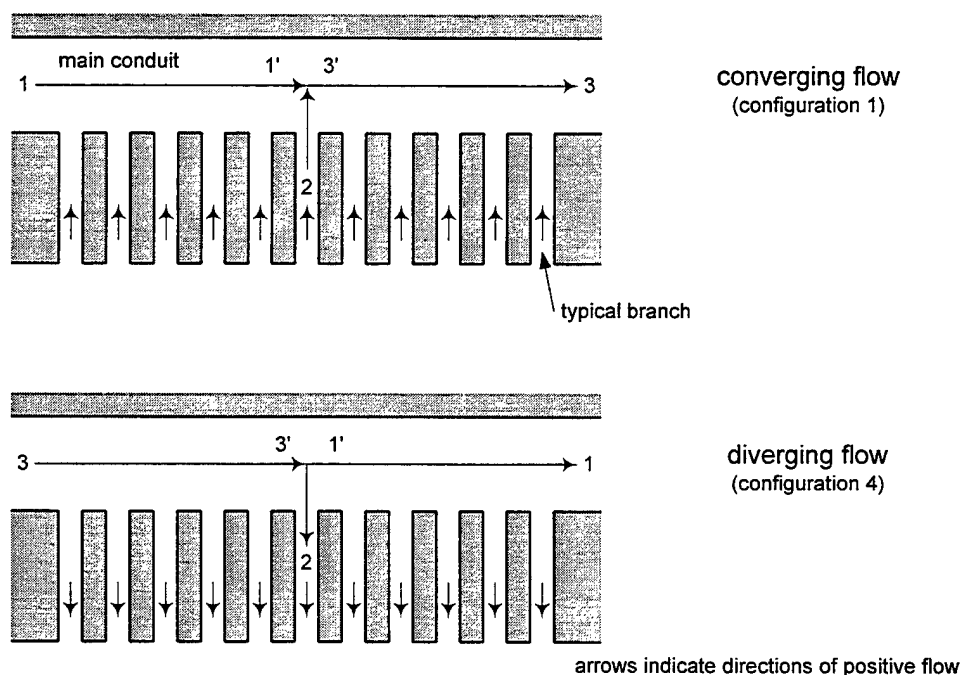 main conduit
1' 3'
1 3
converging flow
(configuration 1)
2
typical branch
3' 1'
3 1
diverging flow
(configuration 4)
2
arrows indicate directions of positive flow